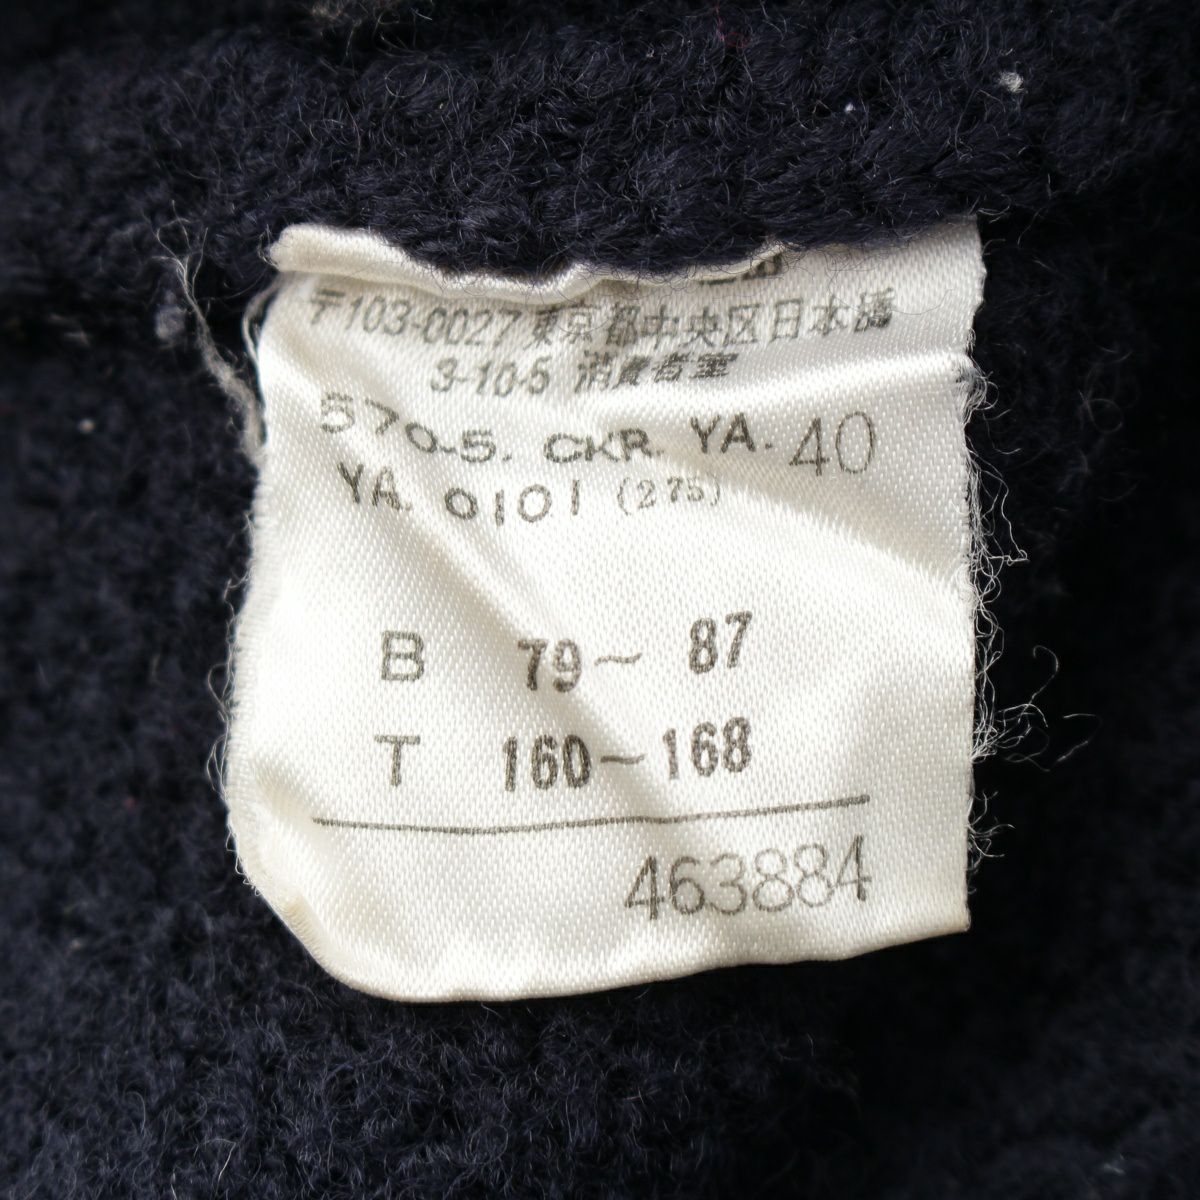 〒103-0027 東京都中央区日本橋
3-10-5 消費者室
570-5. CKR. YA. 40
YA. 0101 (275)
B 79~87
T 160~168
463884